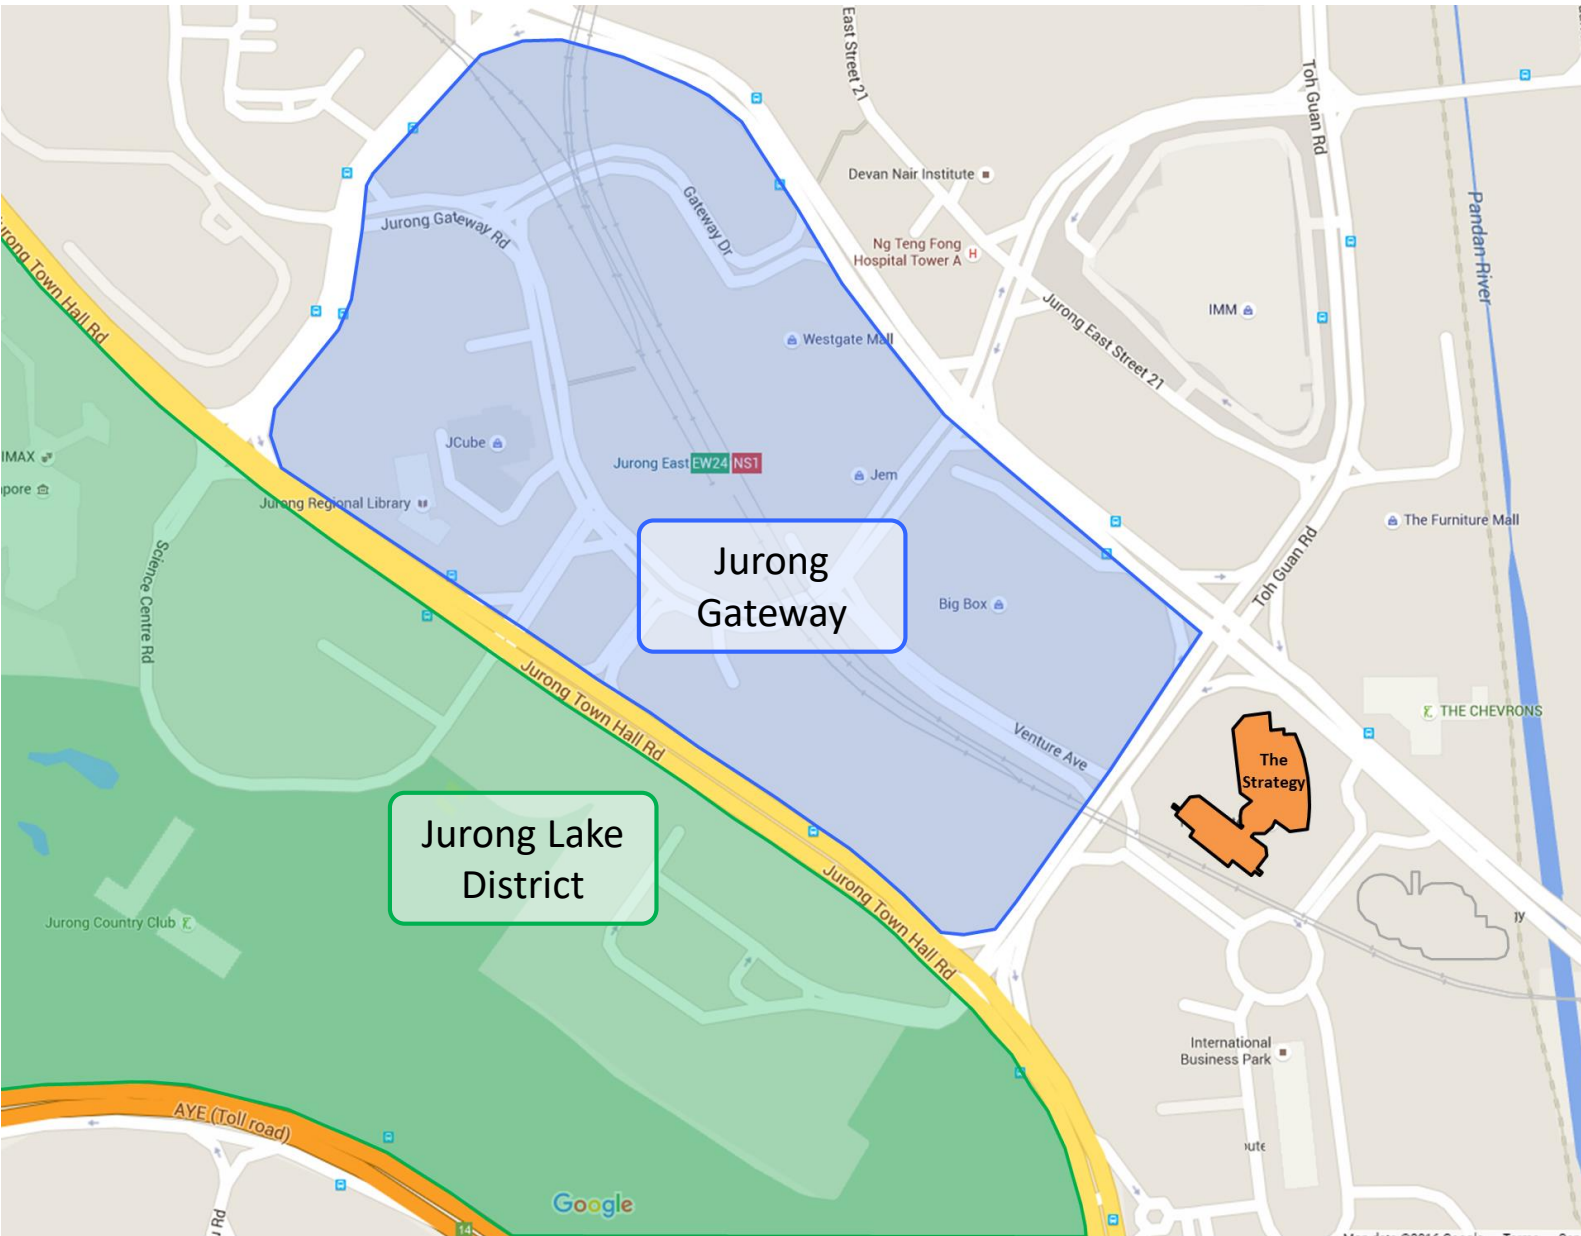 East Street 21
Toh Guan Rd
Devan Nair Institute
Pandan River
Gateway Dr
Jurong Gateway Rd
Ng Teng Fong
Hospital Tower A
H
Jurong Town Hall Rd
IMM
Jurong East Street 21
Westgate Mall
JCube
IMAX
Jurong East EW24 NS1
Jem
Jurong Regional Library
The Furniture Mall
Jurong
Gateway
Big Box
Toh Guan Rd
Science Centre Rd
Jurong Town Hall Rd
THE CHEVRONS
Venture Ave
The
Strategy
Jurong Lake
District
Jurong Town Hall Rd
Jurong Country Club
International
Business Park
AYE (Toll road)
Google
14
Rd